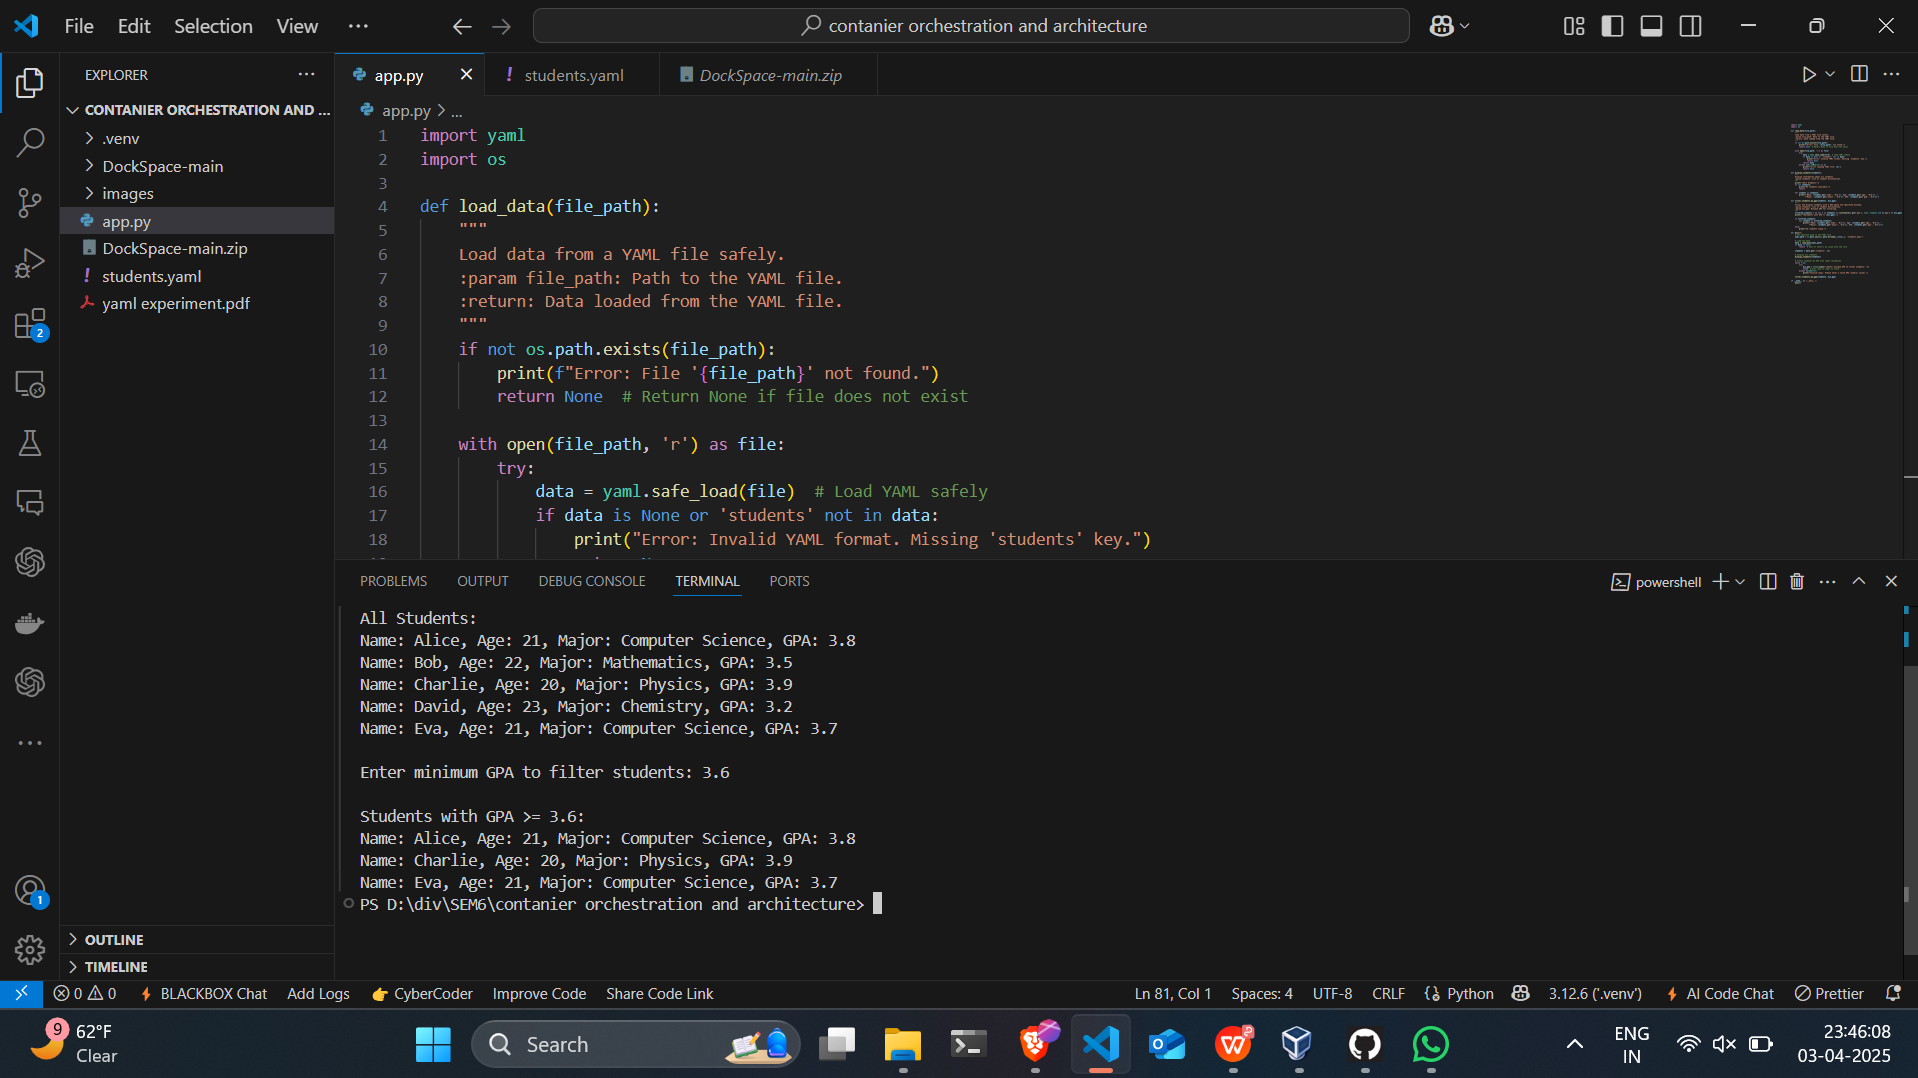 File Edit Selection View
contanier orchestration and architecture
EXPLORER
CONTANIER ORCHESTRATION AND ...
.venv
DockSpace-main
images
app.py
DockSpace-main.zip
students.yaml
yaml experiment.pdf
OUTLINE
TIMELINE
2
1
app.py
students.yaml
DockSpace-main.zip
app.py > ...
1 import yaml
2 import os
3
4 def load_data(file_path):
5 """
6 Load data from a YAML file safely.
7 :param file_path: Path to the YAML file.
8 :return: Data loaded from the YAML file.
9 """
10 if not os.path.exists(file_path):
11 print(f"Error: File '{file_path}' not found.")
12 return None # Return None if file does not exist
13
14 with open(file_path, 'r') as file:
15 try:
16 data = yaml.safe_load(file) # Load YAML safely
17 if data is None or 'students' not in data:
18 print("Error: Invalid YAML format. Missing 'students' key.")
PROBLEMS OUTPUT DEBUG CONSOLE TERMINAL PORTS
powershell
All Students:
Name: Alice, Age: 21, Major: Computer Science, GPA: 3.8
Name: Bob, Age: 22, Major: Mathematics, GPA: 3.5
Name: Charlie, Age: 20, Major: Physics, GPA: 3.9
Name: David, Age: 23, Major: Chemistry, GPA: 3.2
Name: Eva, Age: 21, Major: Computer Science, GPA: 3.7
Enter minimum GPA to filter students: 3.6
Students with GPA >= 3.6:
Name: Alice, Age: 21, Major: Computer Science, GPA: 3.8
Name: Charlie, Age: 20, Major: Physics, GPA: 3.9
Name: Eva, Age: 21, Major: Computer Science, GPA: 3.7
PS D:\div\SEM6\contanier orchestration and architecture>
0 0 BLACKBOX Chat Add Logs CyberCoder Improve Code Share Code Link
Ln 81, Col 1 Spaces: 4 UTF-8 CRLF Python 3.12.6 ('.venv') AI Code Chat Prettier
9
62°F
Clear
Search
ENG
IN
23:46:08
03-04-2025